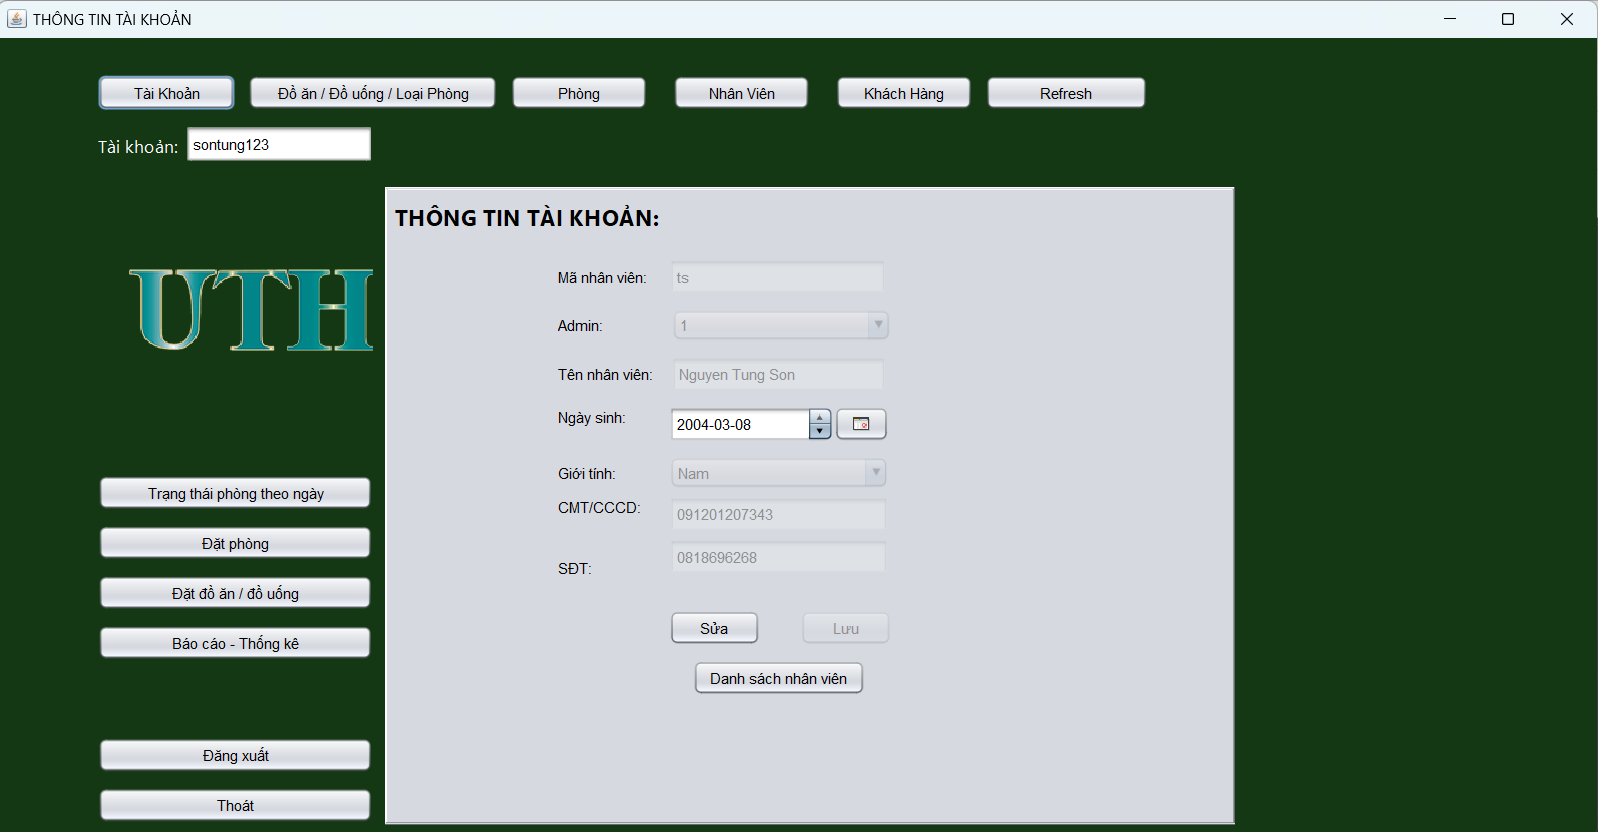 THÔNG TIN TÀI KHOẢN
Tài Khoản
Đồ ăn / Đồ uống / Loại Phòng
Phòng
Nhân Viên
Khách Hàng
Refresh
Tài khoản: sontung123
UTH
Trạng thái phòng theo ngày
Đặt phòng
Đặt đồ ăn / đồ uống
Báo cáo - Thống kê
Đăng xuất
Thoát
THÔNG TIN TÀI KHOẢN:
Mã nhân viên: ts
Admin: 1
Tên nhân viên: Nguyen Tung Son
Ngày sinh: 2004-03-08
Giới tính: Nam
CMT/CCCD: 091201207343
SĐT: 0818696268
Sửa
Lưu
Danh sách nhân viên